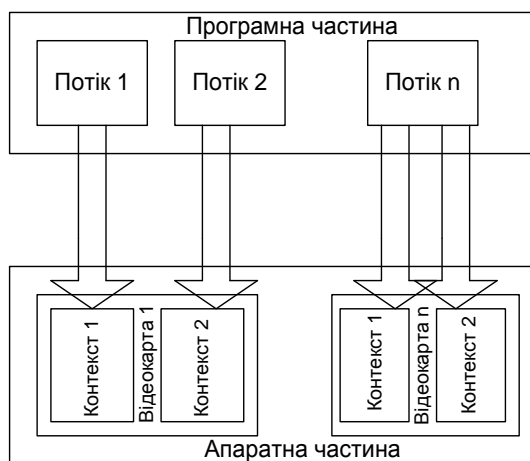 Програмна частина
Потік 1
Потік 2
Потік n
Контекст 1
Відеокарта 1
Контекст 2
Контекст 1
Відеокарта n
Контекст 2
Апаратна частина